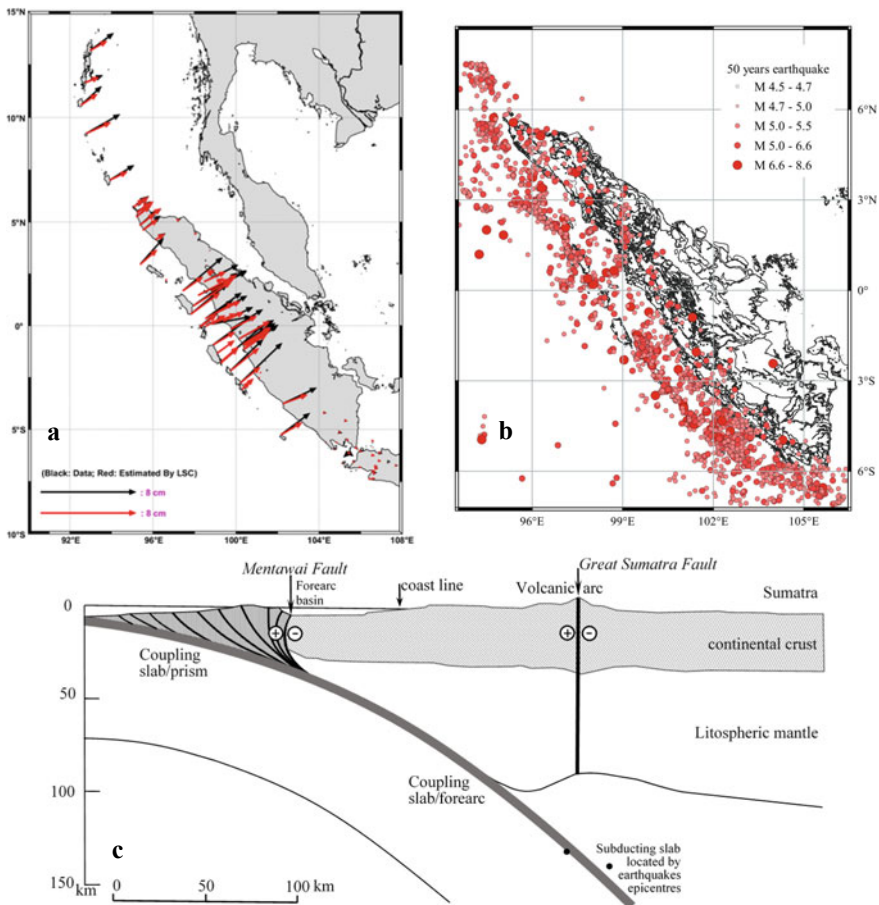 15°N
10°N
5°N
0°
5°S
10°S
92°E
96°E
100°E
104°E
108°E
a
(Black: Data; Red: Estimated By LSC)
: 8 cm
: 8 cm
50 years earthquake
M 4.5 - 4.7
M 4.7 - 5.0
M 5.0 - 5.5
M 5.0 - 6.6
M 6.6 - 8.6
6°N
3°N
0°
3°S
6°S
b
96°E
99°E
102°E
105°E
Mentawai Fault
Great Sumatra Fault
Forearc
basin
coast line
Volcanic arc
Sumatra
0
50
100
150
km
+ -
+ -
continental crust
Coupling
slab/prism
Litospheric mantle
Coupling
slab/forearc
c
Subducting slab
located by
earthquakes
epicentres
0
50
100 km